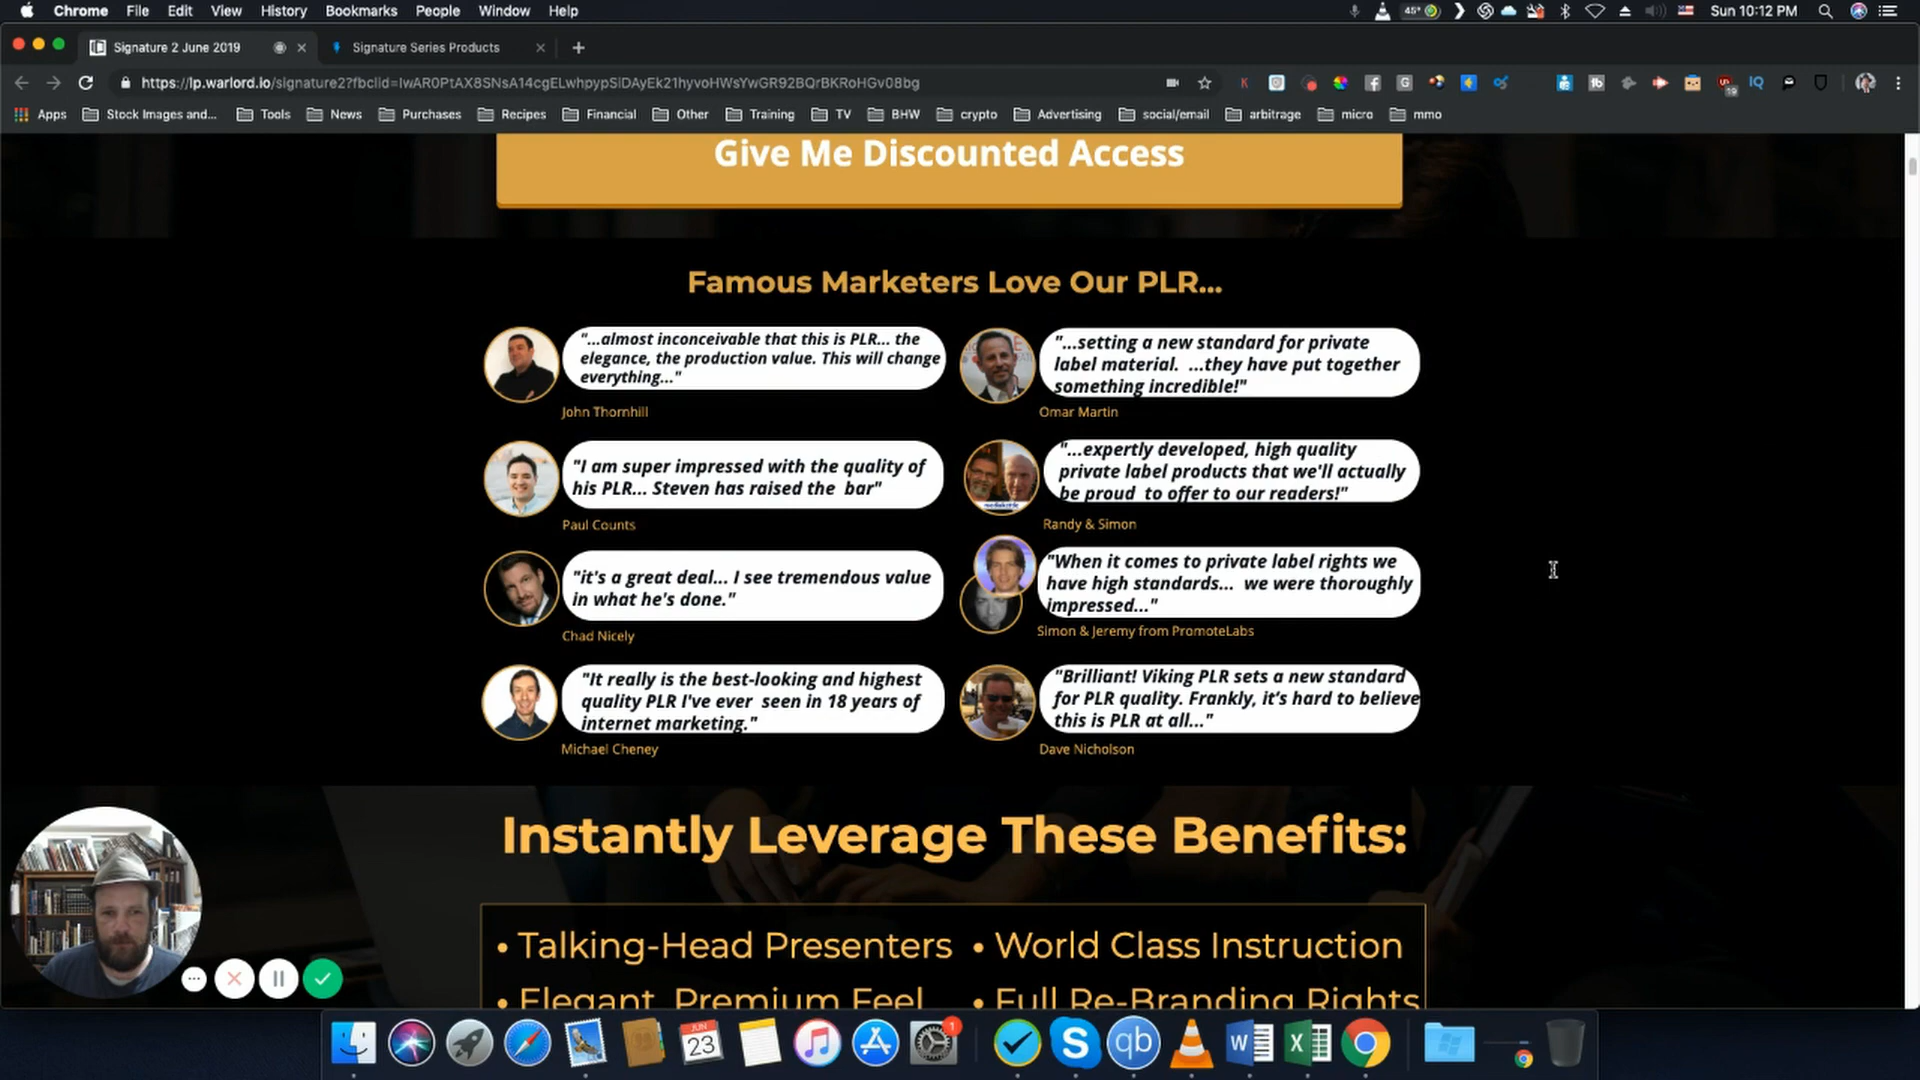 Chrome File Edit View History Bookmarks People Window Help
45° Sun 10:12 PM
Signature 2 June 2019
Signature Series Products
Apps Stock Images and... Tools News Purchases Recipes Financial Other Training TV BHW crypto Advertising social/email arbitrage micro mmo
Give Me Discounted Access
Famous Marketers Love Our PLR...
"...almost inconceivable that this is PLR... the
elegance, the production value. This will change
everything..."
John Thornhill
"...setting a new standard for private
label material. ...they have put together
something incredible!"
Omar Martin
"I am super impressed with the quality of
his PLR... Steven has raised the bar"
Paul Counts
"...expertly developed, high quality
private label products that we'll actually
be proud to offer to our readers!"
Randy & Simon
"it's a great deal... I see tremendous value
in what he's done."
Chad Nicely
"When it comes to private label rights we
have high standards... we were thoroughly
impressed..."
Simon & Jeremy from PromoteLabs
"It really is the best-looking and highest
quality PLR I've ever seen in 18 years of
internet marketing."
Michael Cheney
"Brilliant! Viking PLR sets a new standard
for PLR quality. Frankly, it's hard to believe
this is PLR at all..."
Dave Nicholson
Instantly Leverage These Benefits:
• Talking-Head Presenters
• World Class Instruction
• Elegant, Premium Feel
• Full Re-Branding Rights
JUN
23
1